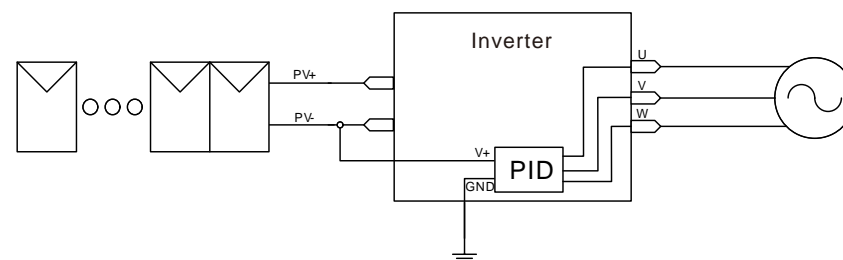 Inverter
U
PV+
V
PV-
W
V+
PID
GND